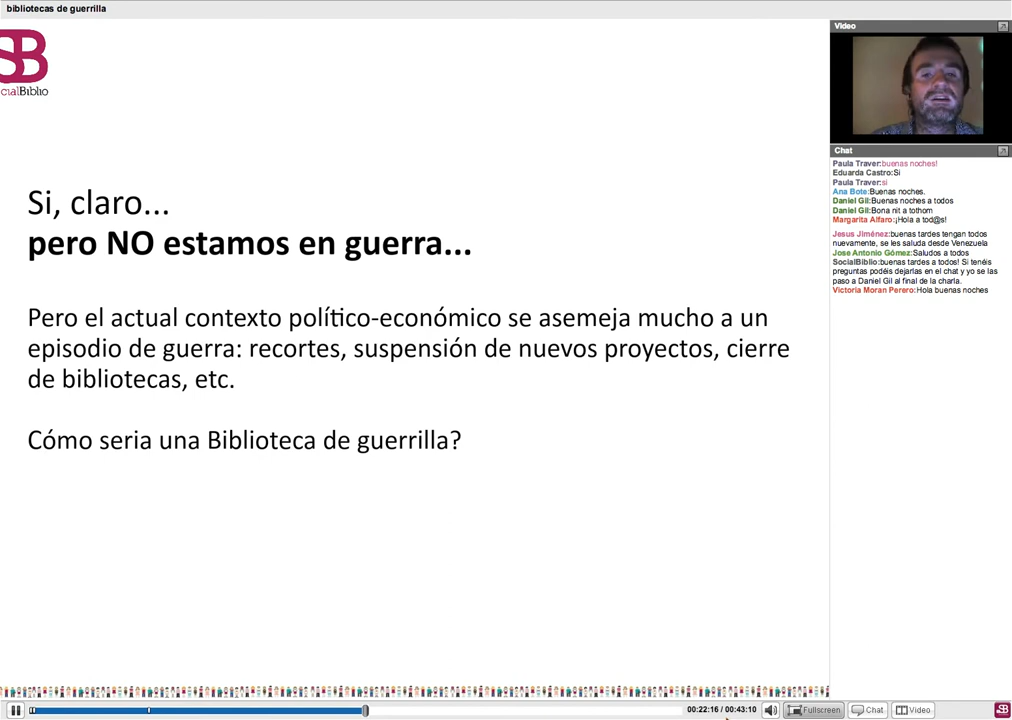 bibliotecas de guerrilla
SB
cialBiblio
Si, claro...
pero NO estamos en guerra...
Pero el actual contexto político-económico se asemeja mucho a un
episodio de guerra: recortes, suspensión de nuevos proyectos, cierre
de bibliotecas, etc.
Cómo seria una Biblioteca de guerrilla?
Video
Chat
Paula Traver:buenas noches!
Eduarda Castro:Si
Paula Traver:si
Ana Bote:Buenas noches.
Daniel Gil:Buenas noches a todos
Daniel Gil:Bona nit a tothom
Margarita Alfaro:¡Hola a tod@s!
Jesus Jiménez:buenas tardes tengan todos
nuevamente, se les saluda desde Venezuela
Jose Antonio Gómez:Saludos a todos
SocialBiblio:buenas tardes a todos! Si tenéis
preguntas podéis dejarlas en el chat y yo se las
paso a Daniel Gil al final de la charla.
Victoria Moran Perero:Hola buenas noches
00:22:16 / 00:43:10
Fullscreen
Chat
Video
SB